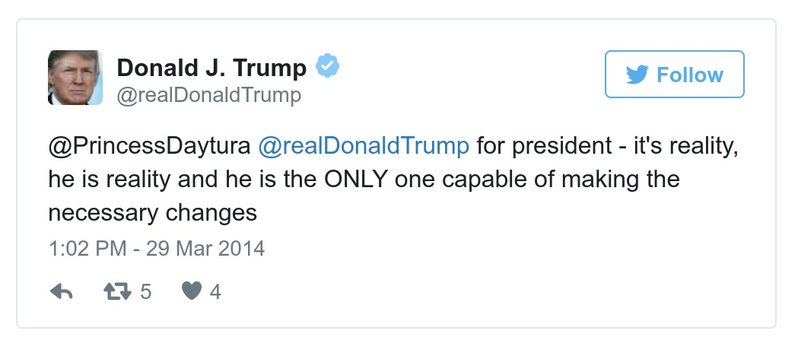 Donald J. Trump
@realDonaldTrump
Follow
@PrincessDaytura @realDonaldTrump for president - it's reality,
he is reality and he is the ONLY one capable of making the
necessary changes
1:02 PM - 29 Mar 2014
5 4